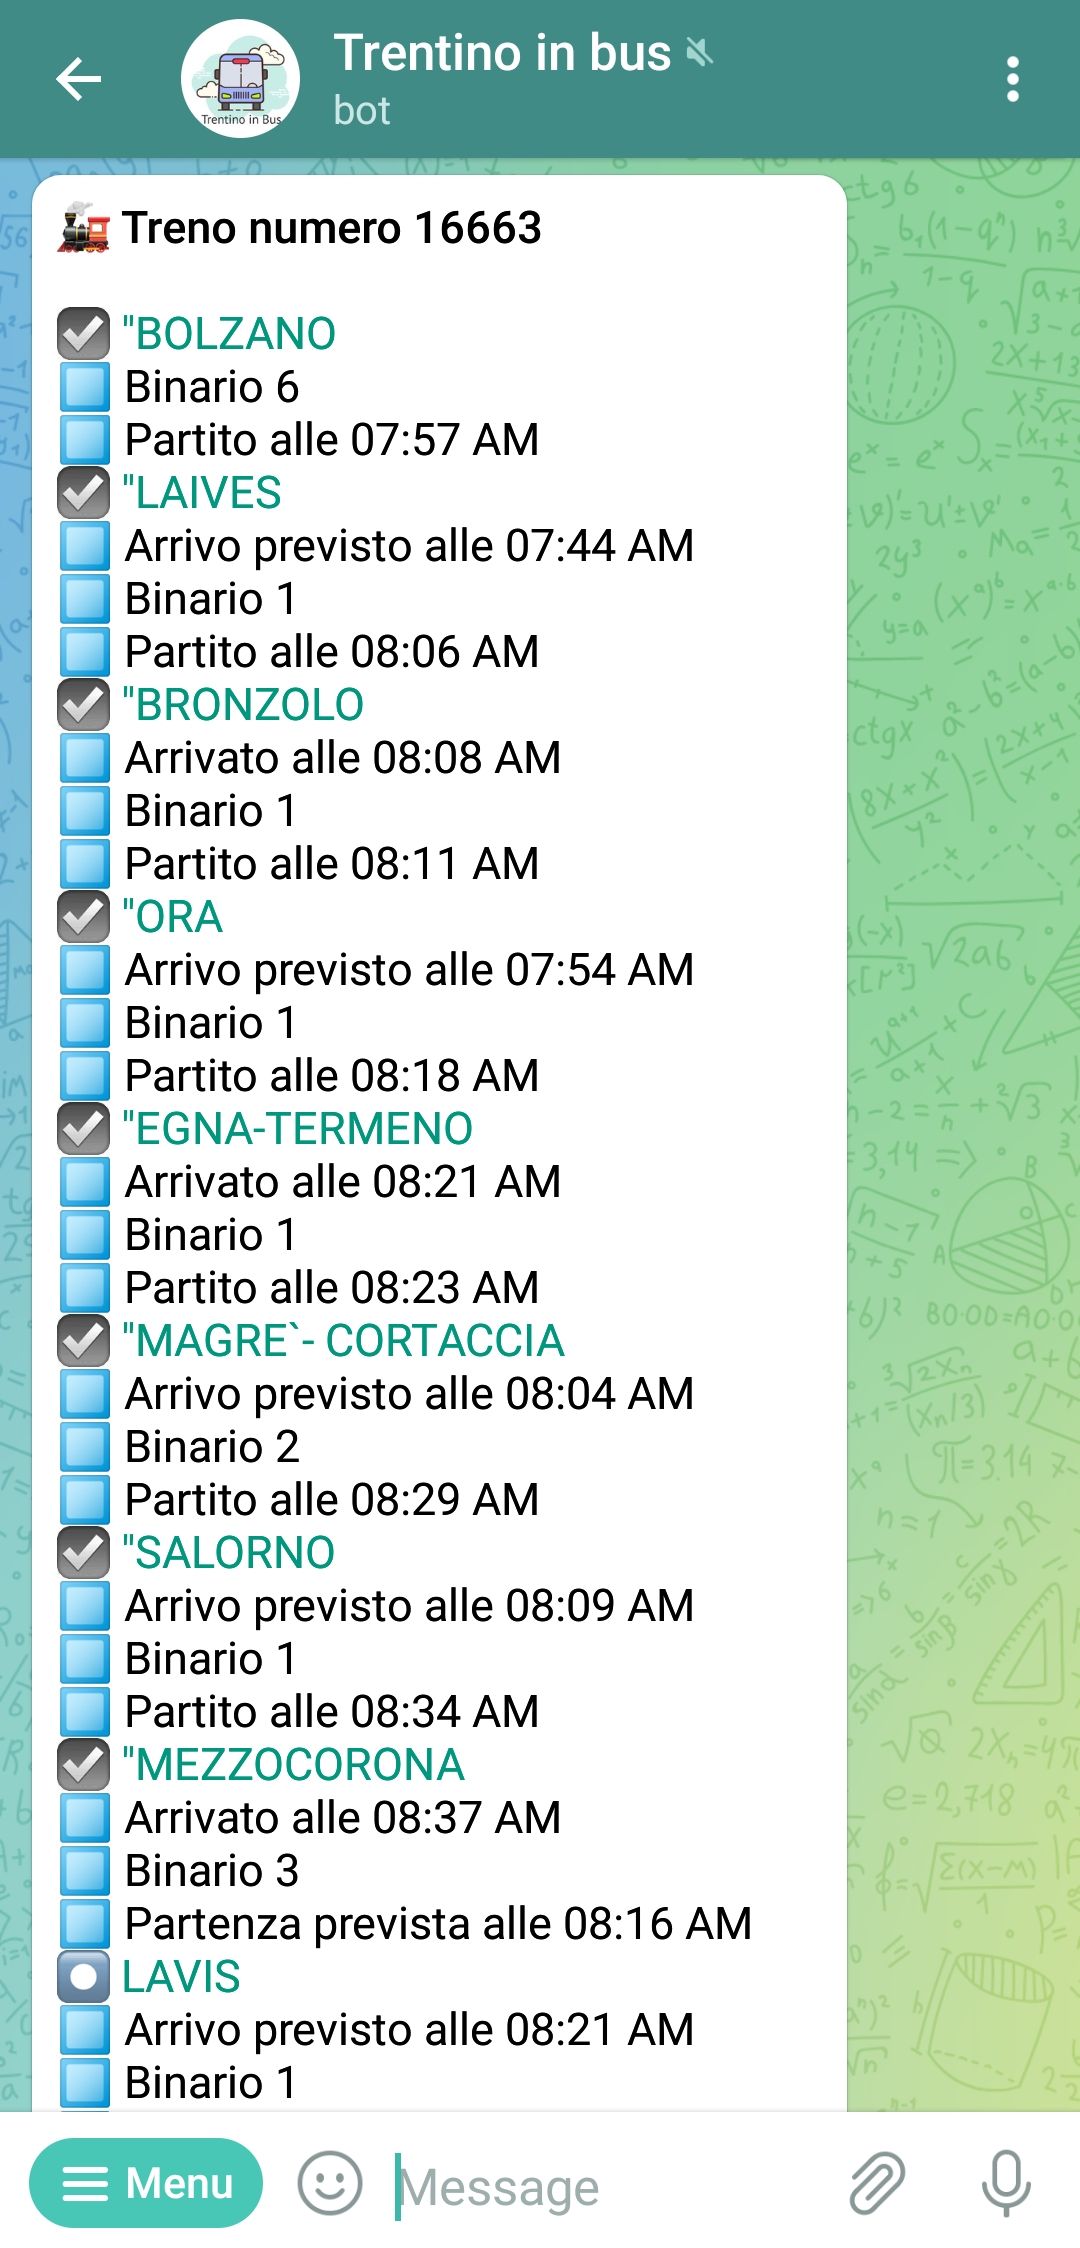 Trentino in bus
bot
Trentino in Bus
Treno numero 16663
"BOLZANO
Binario 6
Partito alle 07:57 AM
"LAIVES
Arrivo previsto alle 07:44 AM
Binario 1
Partito alle 08:06 AM
"BRONZOLO
Arrivato alle 08:08 AM
Binario 1
Partito alle 08:11 AM
"ORA
Arrivo previsto alle 07:54 AM
Binario 1
Partito alle 08:18 AM
"EGNA-TERMENO
Arrivato alle 08:21 AM
Binario 1
Partito alle 08:23 AM
"MAGRE`- CORTACCIA
Arrivo previsto alle 08:04 AM
Binario 2
Partito alle 08:29 AM
"SALORNO
Arrivo previsto alle 08:09 AM
Binario 1
Partito alle 08:34 AM
"MEZZOCORONA
Arrivato alle 08:37 AM
Binario 3
Partenza prevista alle 08:16 AM
LAVIS
Arrivo previsto alle 08:21 AM
Binario 1
Menu
Message